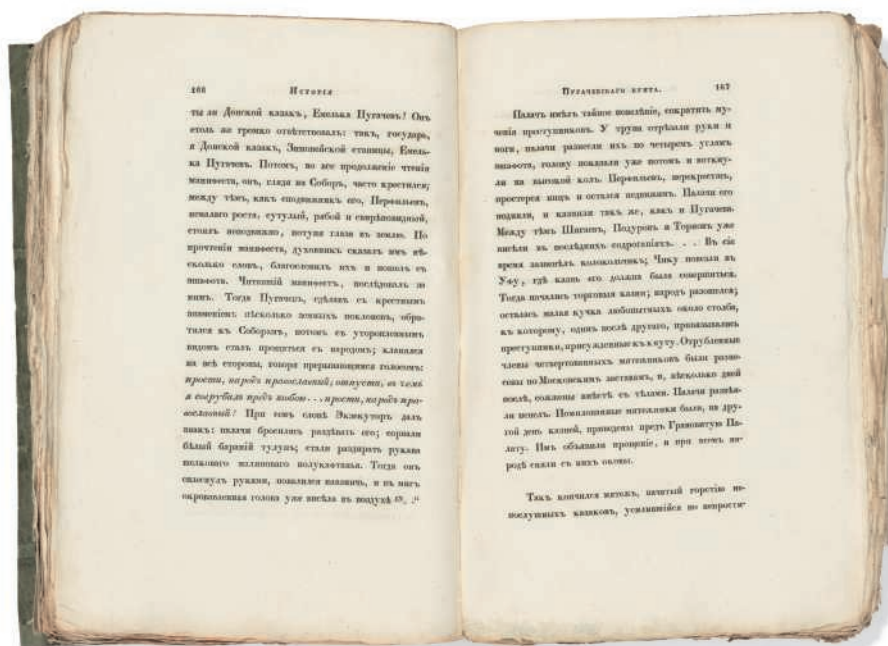 166 Исторія
ты ли Донской казакъ, Емелька Пугачевъ? Онъ
столь же громко отвѣтствовалъ: такъ, государь,
я Донской казакъ, Зимовейской станицы, Емель-
ка Пугачевъ. Потомъ, во все продолженіе чтенія
манифеста, онъ, глядя на Соборъ, часто крестился;
между тѣмъ, какъ сподвижникъ его, Перфильевъ,
немалаго роста, сутулый, рябой и свирѣповидный,
стоялъ неподвижно, потупя глаза въ землю. По
прочтеніи манифеста, духовникъ сказалъ имъ нѣ-
сколько словъ, благословилъ ихъ и пошелъ съ
эшафота. Читавшій манифестъ, послѣдовалъ за
нимъ. Тогда Пугачевъ, сдѣлавъ съ крестнымъ
знаменіемъ нѣсколько земныхъ поклоновъ, обра-
тился къ Соборамъ, потомъ съ уторопленнымъ
видомъ сталъ прощаться съ народомъ; кланялся
на всѣ стороны, говоря прерывающимся голосомъ:
прости, народъ православный; отпусти, въ чемъ
я согрубилъ предъ тобою... прости, народъ пра-
вославный! При семъ словѣ Экзекуторъ далъ
знакъ: палачи бросились раздѣвать его; сорвали
бѣлый бараній тулупъ; стали раздирать рукава
шелковаго малиноваго полукафтанья. Тогда онъ
сплеснулъ руками, повалился навзничь, и въ мигъ
окровавленная голова уже висѣла въ воздухѣ
Пугачевскаго бунта. 167
Палачъ имѣлъ тайное повелѣніе, сократить му-
ченія преступниковъ. У трупа отрѣзали руки и
ноги, палачи разнесли ихъ по четыремъ угламъ
эшафота, голову показали уже потомъ и воткну-
ли на высокой колъ. Перфильевъ, перекрестясь,
простерся ницъ и остался недвижимъ. Палачи его
подняли, и казнили такъ же, какъ и Пугачева.
Между тѣмъ Шигаевъ, Подуровъ и Торновъ уже
висѣли въ послѣднихъ содроганіяхъ. . . Въ сіе
время зазвенѣлъ колокольчикъ; Чику повезли въ
Уфу, гдѣ казнь его должна была совершиться.
Тогда начались торговыя казни; народъ разошелся;
осталась малая кучка любопытныхъ около столба,
къ которому, одинъ послѣ другаго, привязывались
преступники, присужденные къ кнуту. Отрубленные
члены четвертованныхъ мятежниковъ были разне-
сены по Московскимъ заставамъ, и, нѣсколько дней
послѣ, сожжены вмѣстѣ съ тѣлами. Палачи развѣя-
ли пепелъ. Помилованные мятежники были, на дру-
гой день казней, приведены предъ Грановитую Па-
лату. Имъ объявили прощеніе, и при всемъ на-
родѣ сняли съ нихъ оковы.
Такъ кончился мятежъ, начатый горстію не-
послушныхъ казаковъ, усилившійся по непрости-